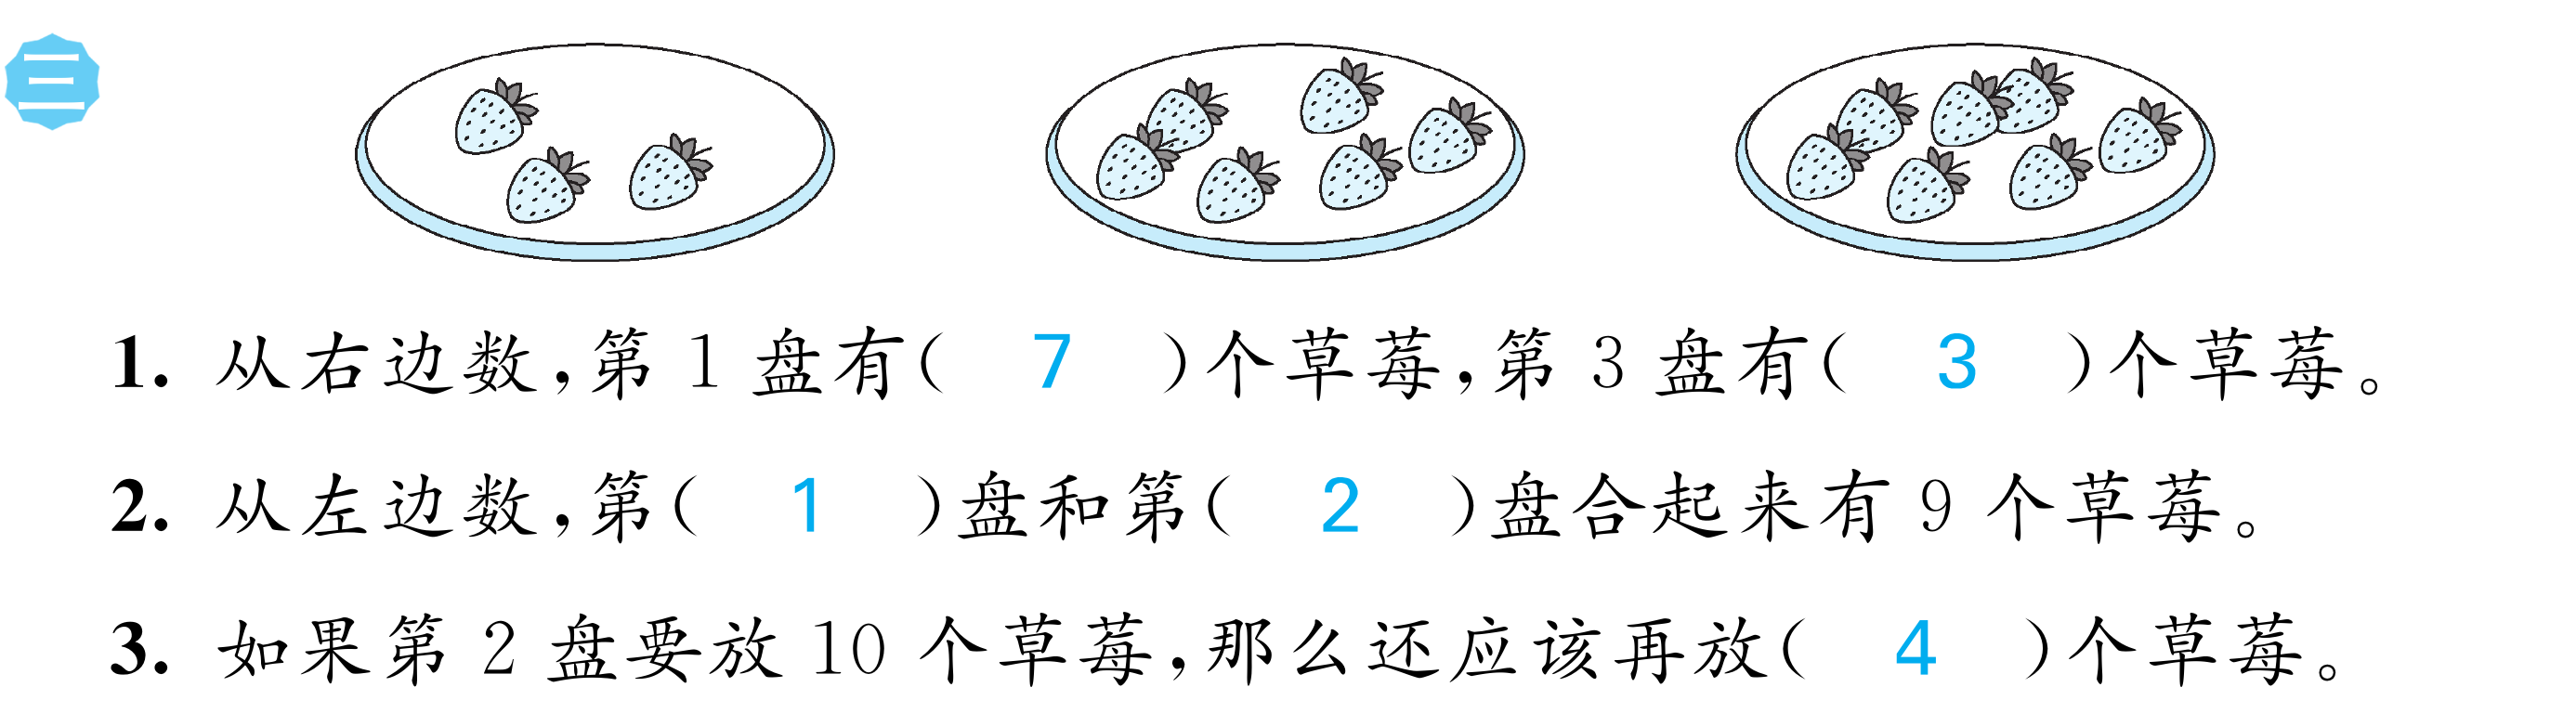 三
1. 从右边数,第 1 盘有( 7 )个草莓,第 3 盘有( 3 )个草莓。
2. 从左边数,第( 1 )盘和第( 2 )盘合起来有 9 个草莓。
3. 如果第 2 盘要放 10 个草莓,那么还应该再放( 4 )个草莓。